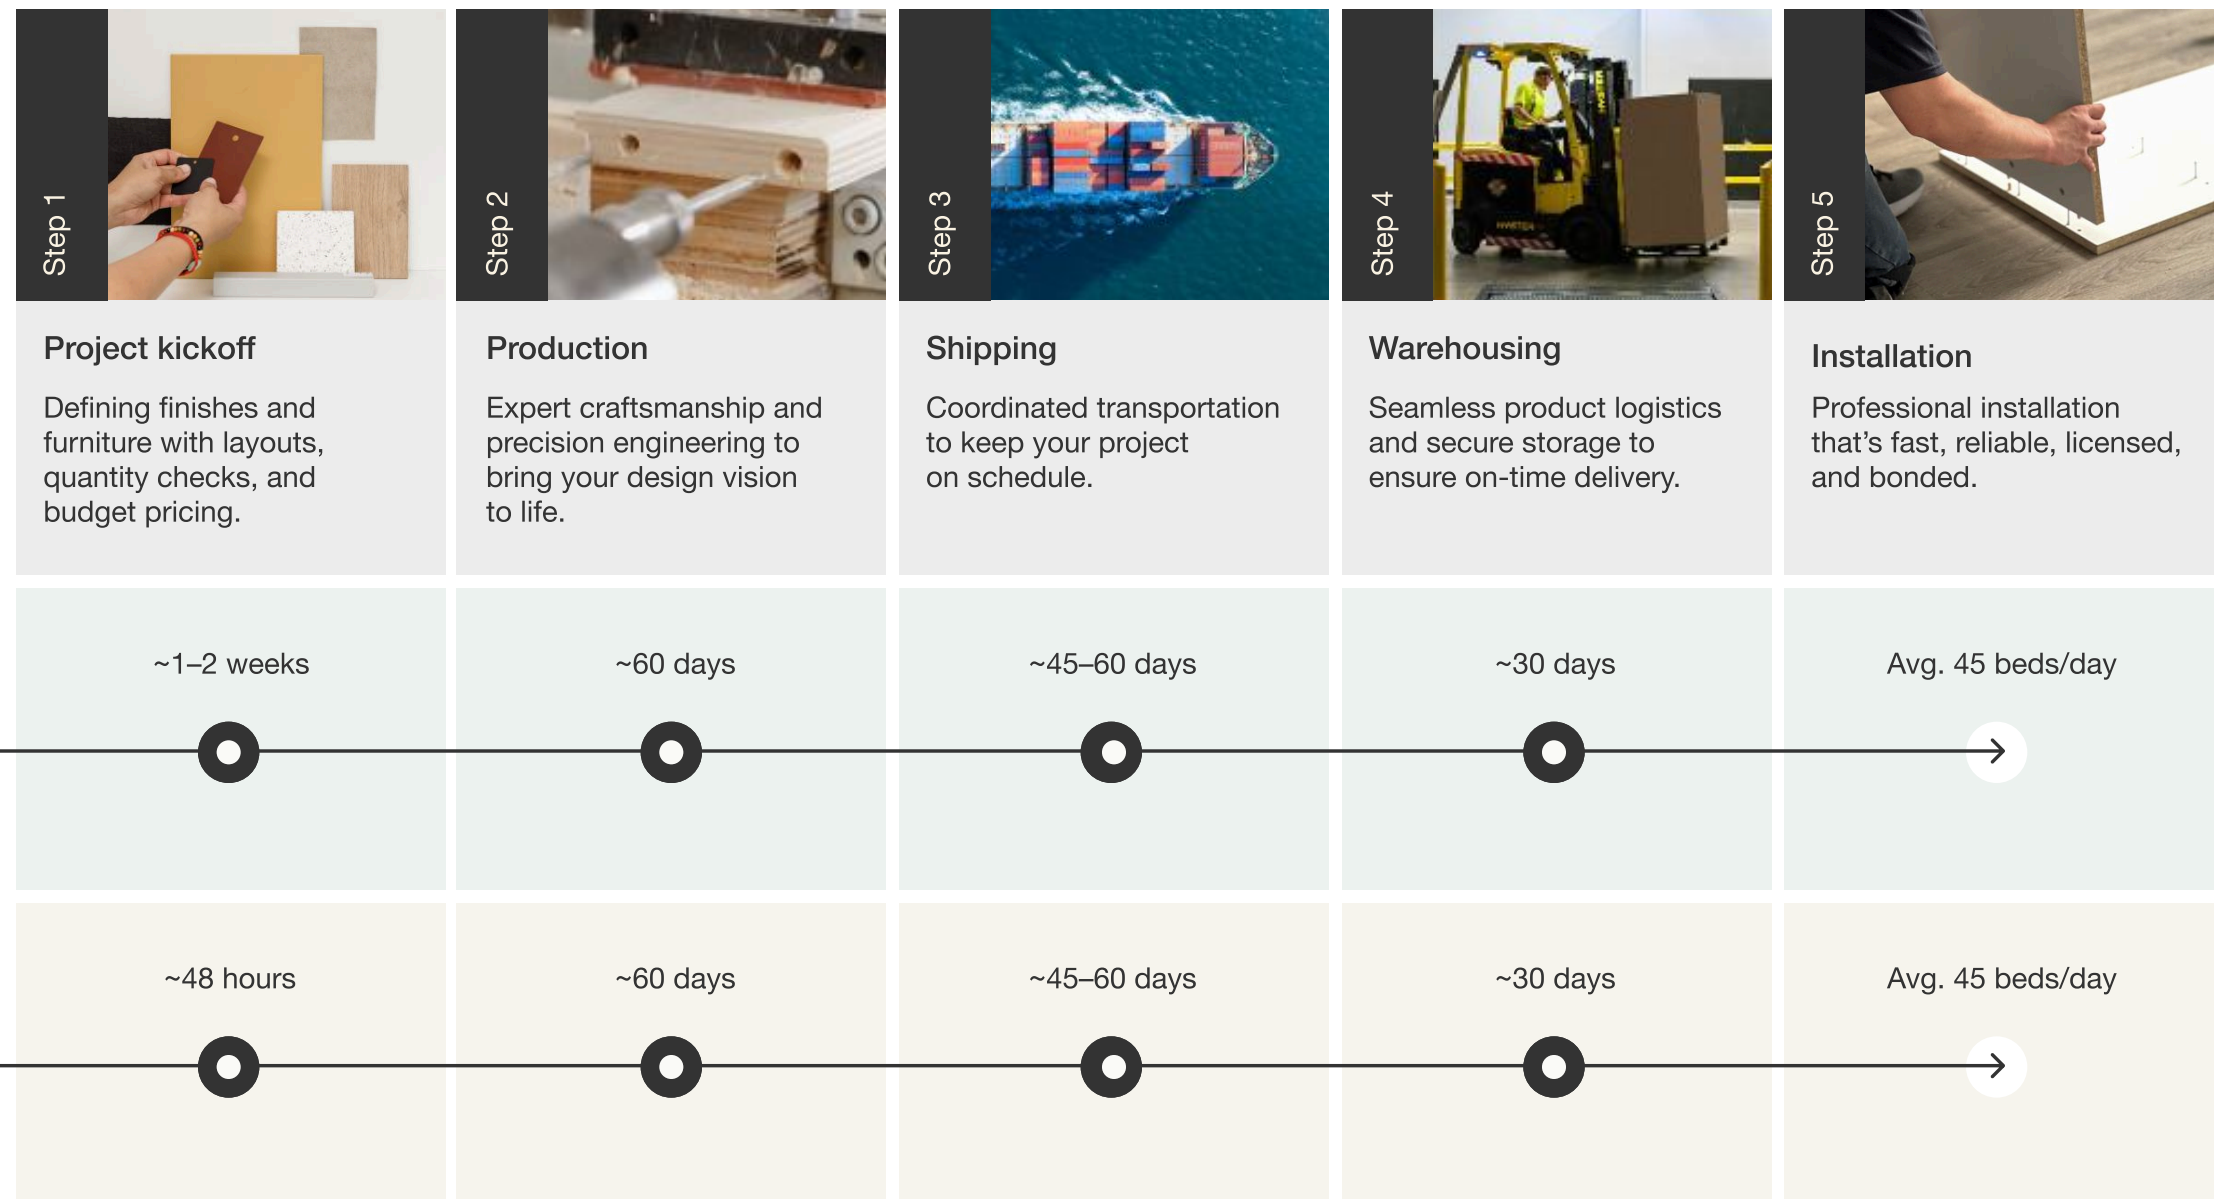 Step 1
Project kickoff
Defining finishes and
furniture with layouts,
quantity checks, and
budget pricing.
Step 2
Production
Expert craftsmanship and
precision engineering to
bring your design vision
to life.
Step 3
Shipping
Coordinated transportation
to keep your project
on schedule.
HYSTER
HYSTER
Step 4
Warehousing
Seamless product logistics
and secure storage to
ensure on-time delivery.
Step 5
Installation
Professional installation
that’s fast, reliable, licensed,
and bonded.
~1–2 weeks
~60 days
~45–60 days
~30 days
Avg. 45 beds/day
~48 hours
~60 days
~45–60 days
~30 days
Avg. 45 beds/day